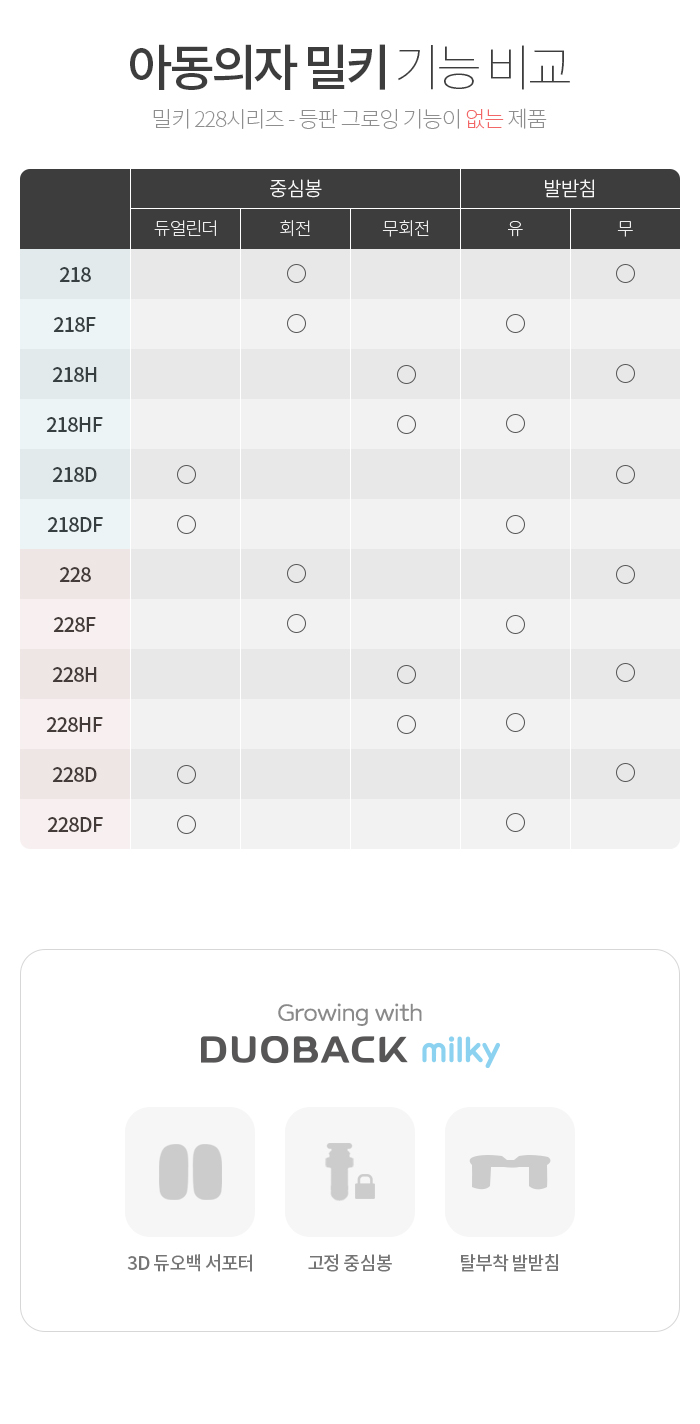 아동의자 밀키 기능 비교
밀키 228시리즈 - 등판 그로잉 기능이 없는 제품
중심봉 발받침
듀얼린더 회전 무회전 유 무
218 ○ ○
218F ○ ○
218H ○ ○
218HF ○ ○
218D ○ ○
218DF ○ ○
228 ○ ○
228F ○ ○
228H ○ ○
228HF ○ ○
228D ○ ○
228DF ○ ○
Growing with
DUOBACK milky
3D 듀오백 서포터 고정 중심봉 탈부착 발받침